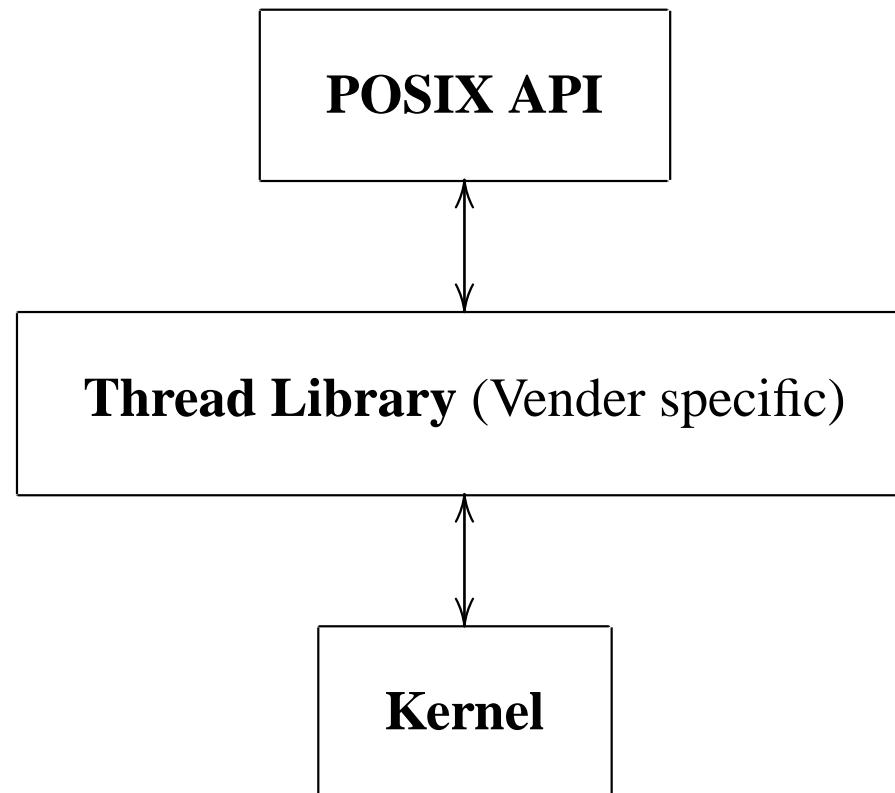 POSIX API
Thread Library (Vender specific)
Kernel